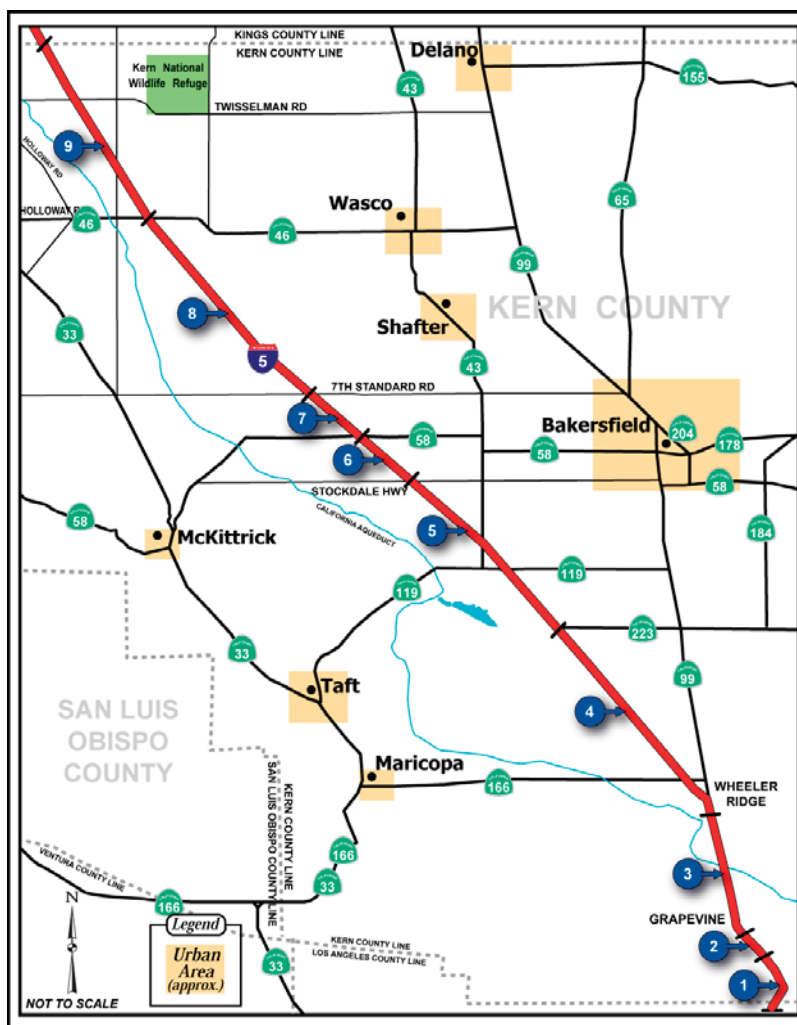 KINGS COUNTY LINE
KERN COUNTY LINE
Delano
Kern National
Wildlife Refuge
155
43
TWISSELMAN RD
9
HOLLOWAY RD
65
Wasco
HOLLOWAY R
46
46
99
KERN COUNTY
8
33
Shafter
5
43
7TH STANDARD RD
7
Bakersfield
204
58
178
6
58
58
STOCKDALE HWY
CALIFORNIA AQUEDUCT
58
5
McKittrick
184
119
119
223
33
99
Taft
SAN LUIS
OBISPO
COUNTY
4
Maricopa
166
WHEELER
RIDGE
KERN COUNTY LINE
SAN LUIS OBISPO COUNTY LINE
166
VENTURA COUNTY LINE
33
3
166
N
Legend
GRAPEVINE
2
Urban
Area
(approx.)
KERN COUNTY LINE
LOS ANGELES COUNTY LINE
33
1
NOT TO SCALE